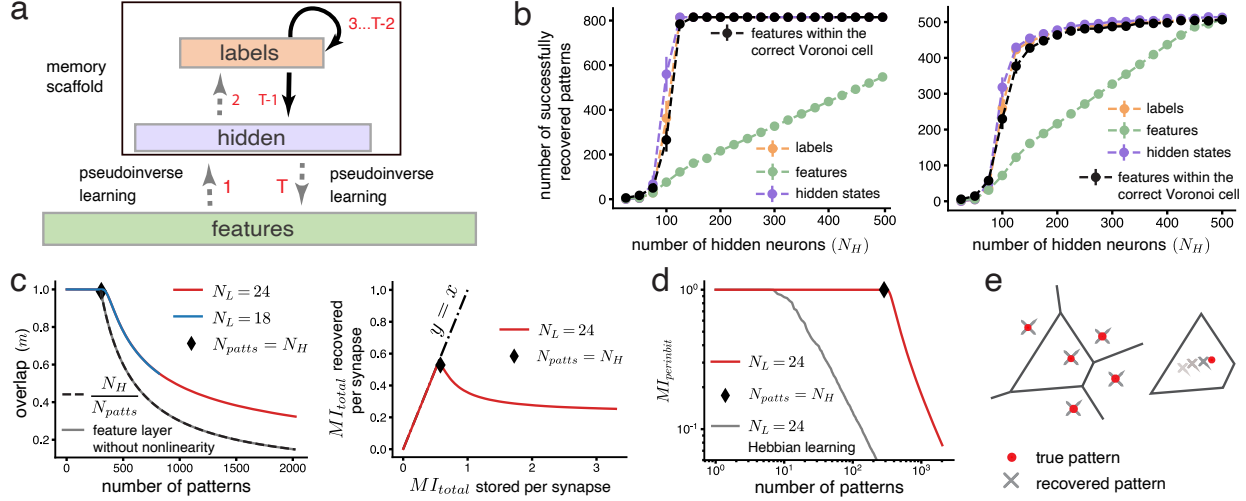 a
3...T-2
labels
memory
scaffold
2
T-1
hidden
pseudoinverse
learning
1
T
pseudoinverse
learning
features
b
number of successfully
recovered patterns
800
600
400
200
0
features within the
correct Voronoi cell
labels
features
hidden states
0 100 200 300 400 500
number of hidden neurons (N_H)
500
400
300
200
100
0
labels
features
hidden states
features within the
correct Voronoi cell
0 100 200 300 400 500
number of hidden neurons (N_H)
c
overlap (m)
1.0
0.8
0.6
0.4
0.2
N_L = 24
N_L = 18
N_patts = N_H
N_H
N_patts
feature layer
without nonlinearity
0 500 1000 1500 2000
number of patterns
MI_total recovered
per synapse
1.0
0.8
0.6
0.4
0.2
0.0
y = x
N_L = 24
N_patts = N_H
0 1 2 3
MI_total stored per synapse
d
MI_perinbit
10^0
10^-1
N_L = 24
N_patts = N_H
N_L = 24
Hebbian learning
10^0 10^1 10^2 10^3
number of patterns
e
true pattern
recovered pattern